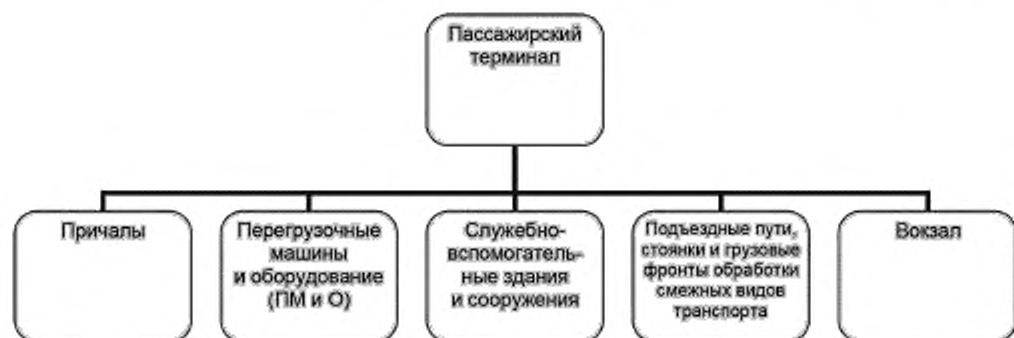 Пассажирский
терминал
Причалы
Перегрузочные
машины
и оборудование
(ПМ и О)
Служебно-
вспомогатель-
ные здания
и сооружения
Подъездные пути,
стоянки и грузовые
фронты обработки
смежных видов
транспорта
Вокзал